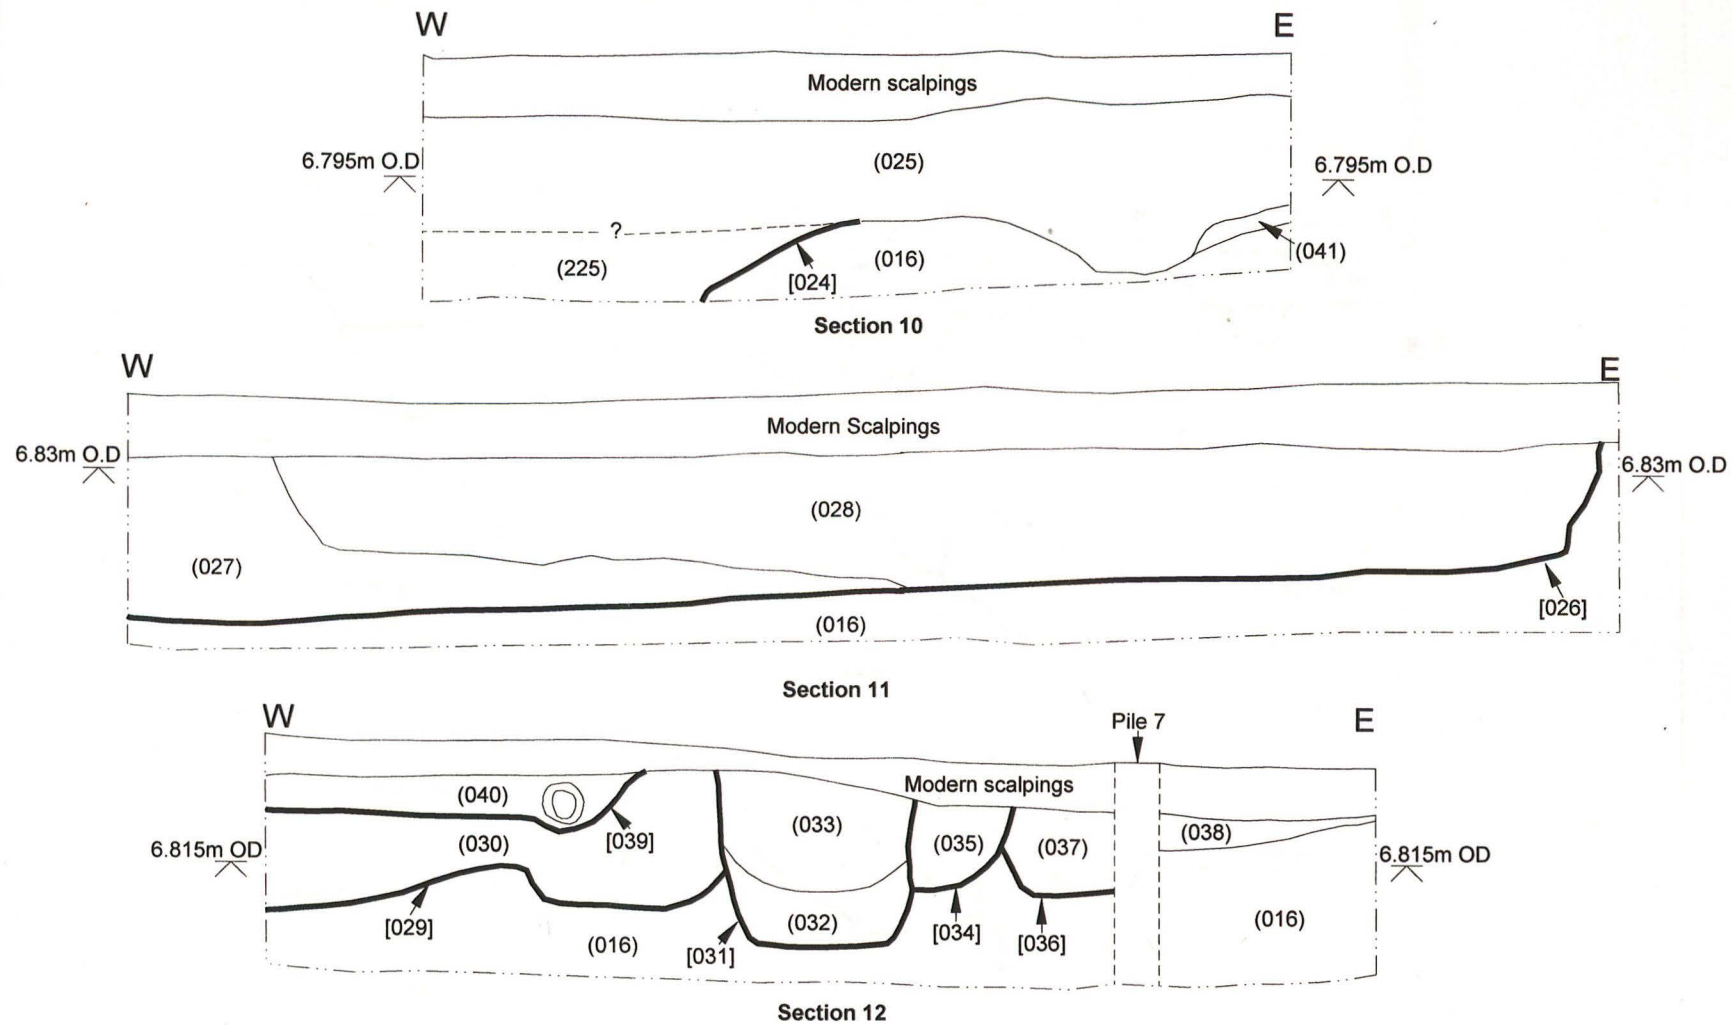 W E
Modern scalpings
6.795m O.D (025) 6.795m O.D
?
(225) [024] (016) (041)
Section 10
W E
Modern Scalpings
6.83m O.D 6.83m O.D
(028)
(027)
[026]
(016)
Section 11
W Pile 7 E
Modern scalpings
(040)
(033) (038)
6.815m OD (030) [039] (035) (037) 6.815m OD
[029] (016) [031] (032) [034] [036] (016)
Section 12